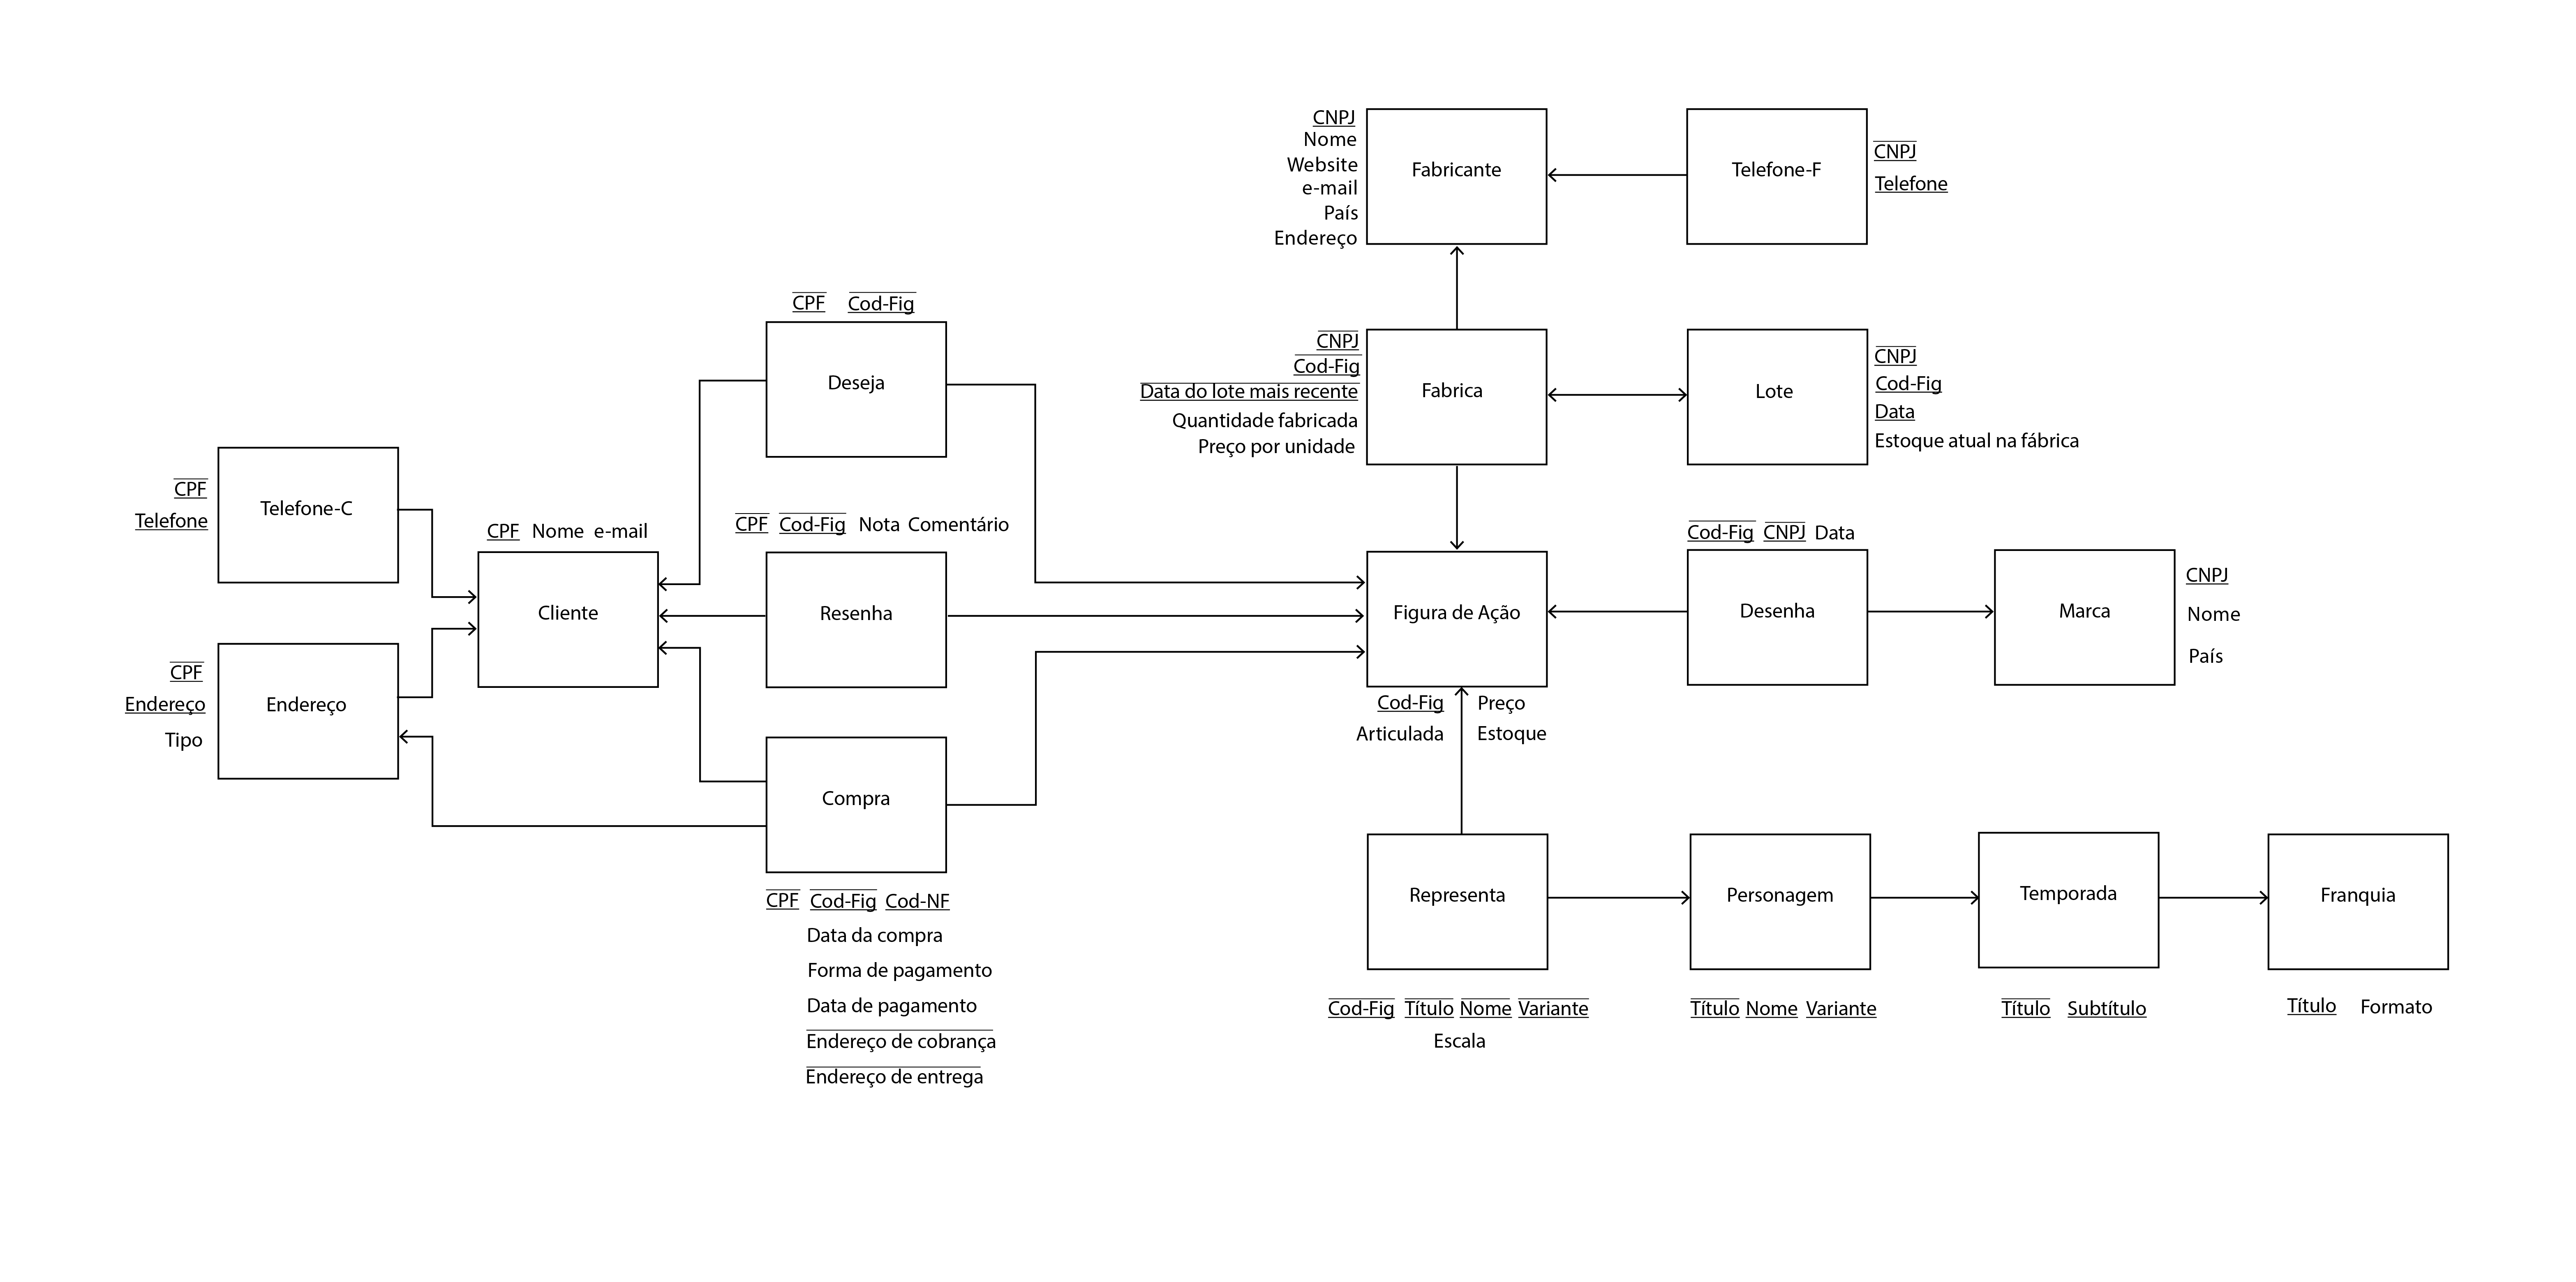 CNPJ
Nome
Website
e-mail
País
Endereço
Fabricante
Telefone-F
CNPJ
Telefone
CPF Cod-Fig
Deseja
CNPJ
Cod-Fig
Data do lote mais recente
Quantidade fabricada
Preço por unidade
Fabrica
Lote
CNPJ
Cod-Fig
Data
Estoque atual na fábrica
CPF
Telefone
Telefone-C
CPF Nome e-mail
Cliente
CPF Cod-Fig Nota Comentário
Resenha
Figura de Ação
Cod-Fig Preço
Articulada Estoque
Cod-Fig CNPJ Data
Desenha
Marca
CNPJ
Nome
País
CPF
Endereço
Tipo
Endereço
Compra
CPF Cod-Fig Cod-NF
Data da compra
Forma de pagamento
Data de pagamento
Endereço de cobrança
Endereço de entrega
Representa
Cod-Fig Título Nome Variante
Escala
Personagem
Título Nome Variante
Temporada
Título Subtítulo
Franquia
Título Formato